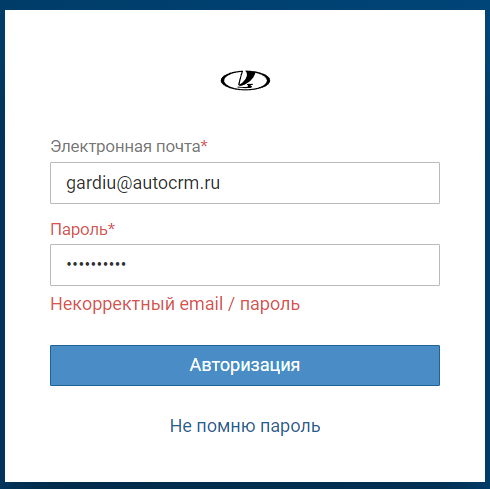 Электронная почта*
gardiu@autocrm.ru
Пароль*
••••••••••
Некорректный email / пароль
Авторизация
Не помню пароль